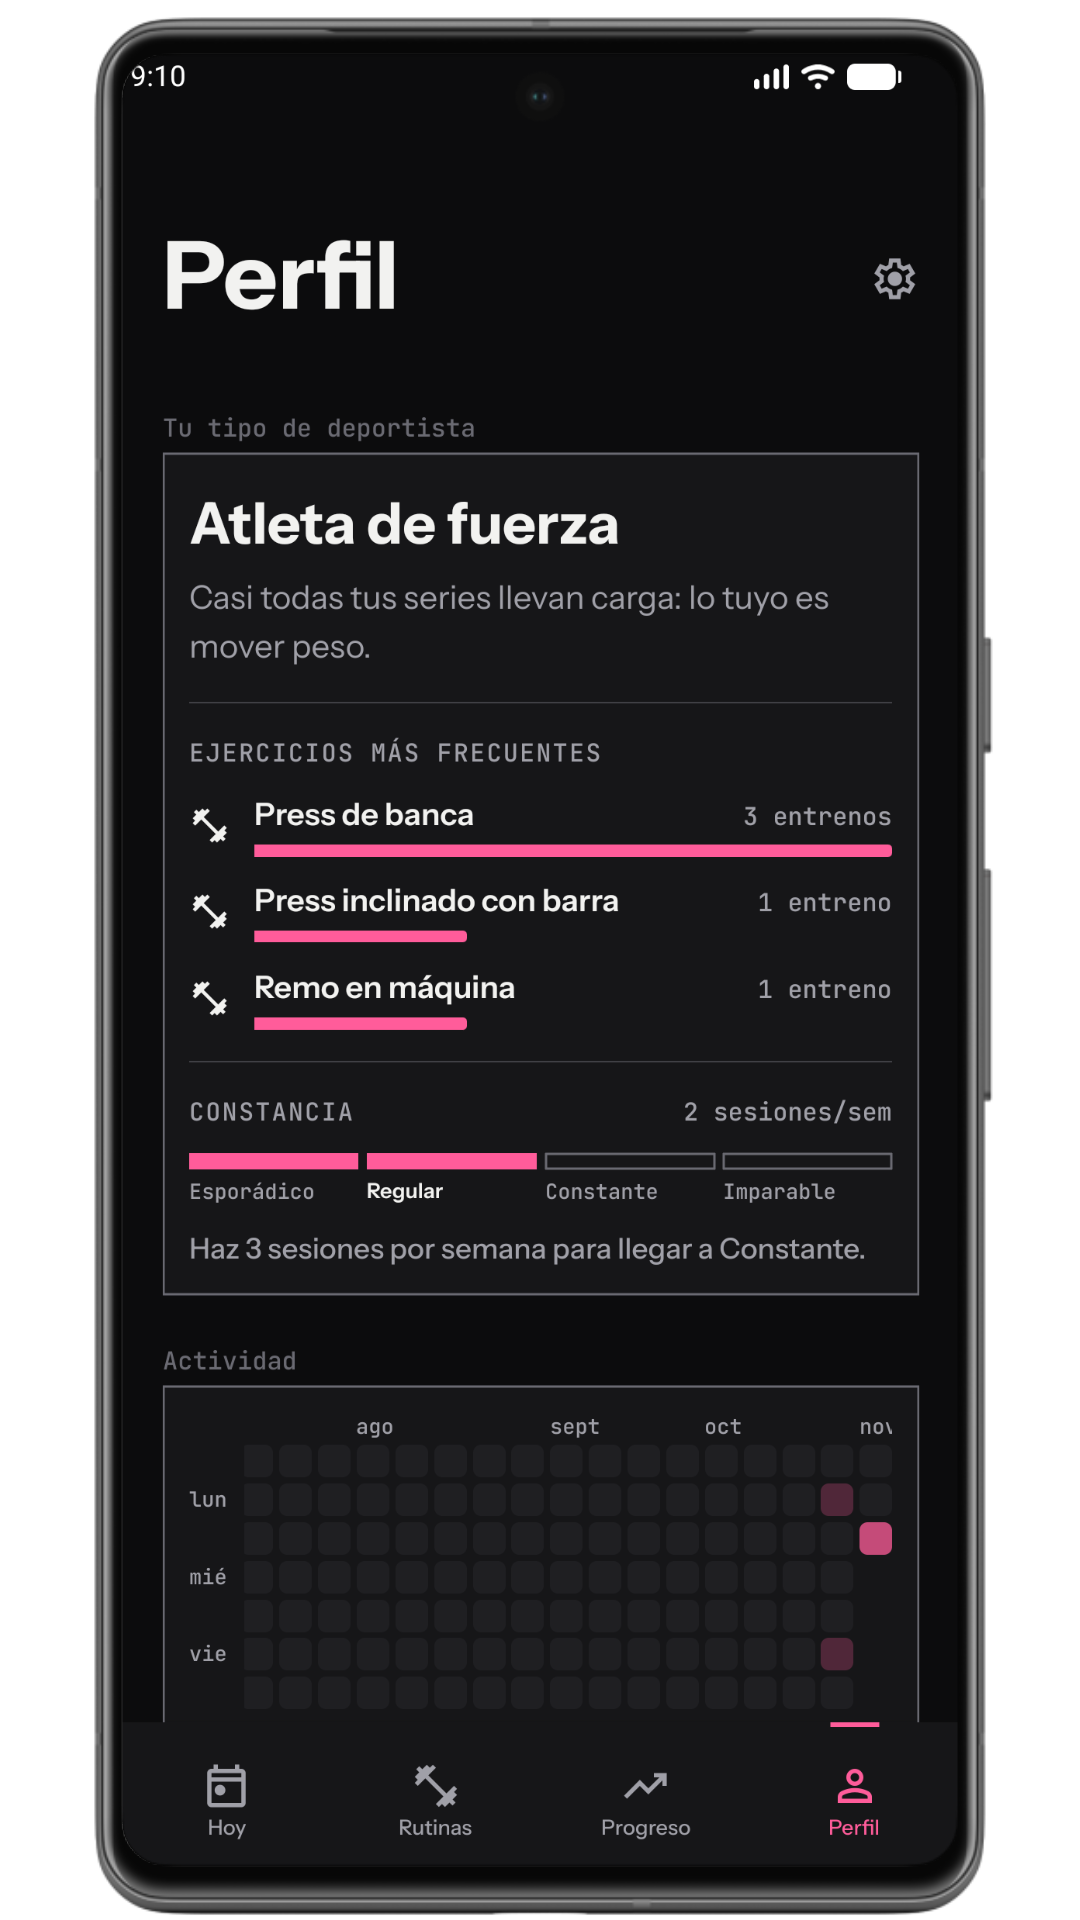 9:10
Perfil
Tu tipo de deportista
Atleta de fuerza
Casi todas tus series llevan carga: lo tuyo es
mover peso.
EJERCICIOS MÁS FRECUENTES
Press de banca 3 entrenos
Press inclinado con barra 1 entreno
Remo en máquina 1 entreno
CONSTANCIA 2 sesiones/sem
Esporádico Regular Constante Imparable
Haz 3 sesiones por semana para llegar a Constante.
Actividad
ago sept oct nov
lun
mié
vie
Hoy Rutinas Progreso Perfil